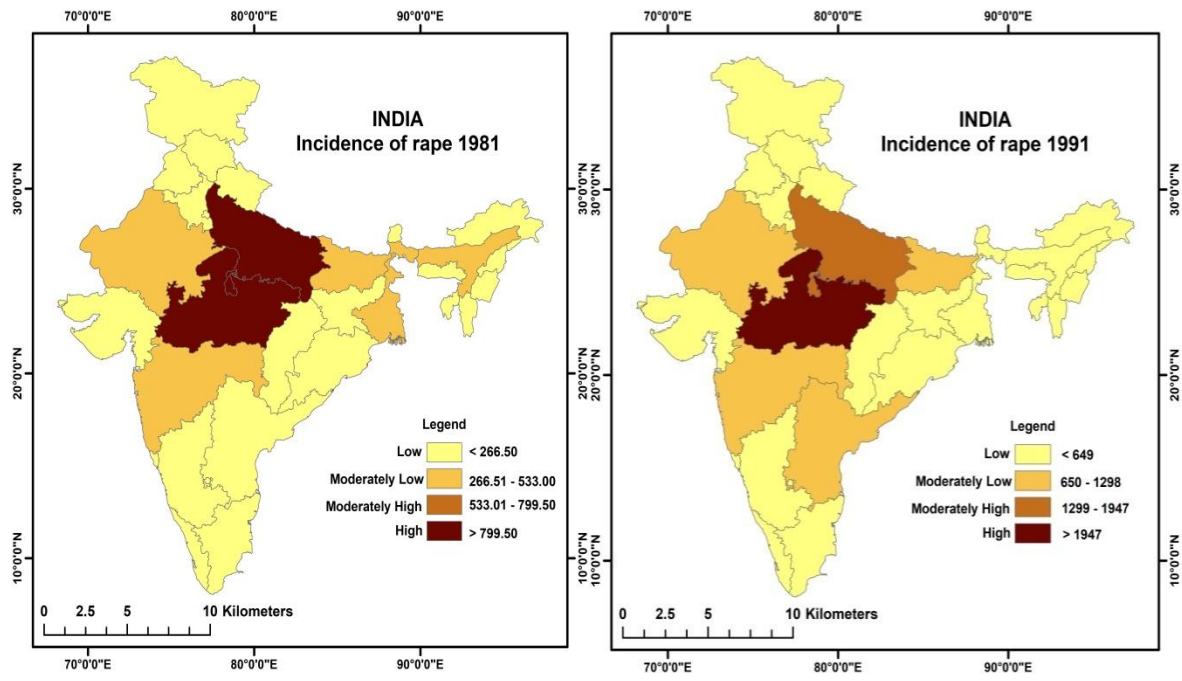 70°0'0"E 80°0'0"E 90°0'0"E
INDIA
Incidence of rape 1981
30°0'0"N
20°0'0"N
10°0'0"N
Legend
Low < 266.50
Moderately Low 266.51 - 533.00
Moderately High 533.01 - 799.50
High > 799.50
0 2.5 5 10 Kilometers
70°0'0"E 80°0'0"E 90°0'0"E
70°0'0"E 80°0'0"E 90°0'0"E
INDIA
Incidence of rape 1991
30°0'0"N 30°0'0"N
20°0'0"N 20°0'0"N
10°0'0"N 10°0'0"N
Legend
Low < 649
Moderately Low 650 - 1298
Moderately High 1299 - 1947
High > 1947
0 2.5 5 10 Kilometers
70°0'0"E 80°0'0"E 90°0'0"E